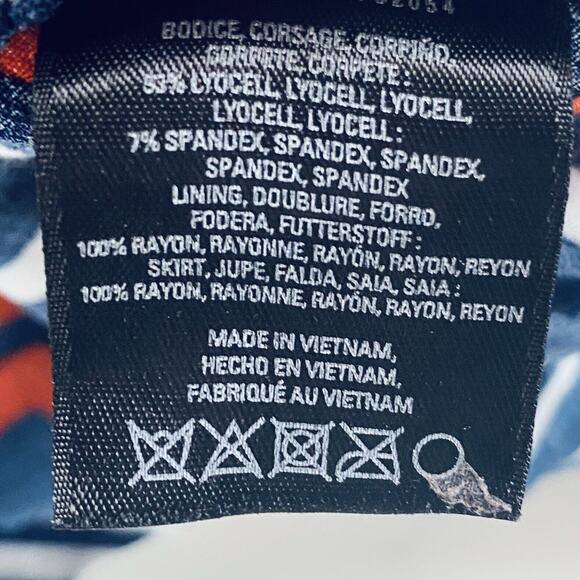 BODICE, CORSAGE, CORPIÑO,
CORPETE :
LYOCELL, LYOCELL, LYOCELL,
LYOCELL, LYOCELL :
7% SPANDEX, SPANDEX, SPANDEX,
SPANDEX, SPANDEX
LINING, DOUBLURE, FORRO,
FODERA, FUTTERSTOFF :
100% RAYON, RAYONNE, RAYÓN, RAYON, REYON
SKIRT, JUPE, FALDA, SAIA, SAIA :
100% RAYON, RAYONNE, RAYÓN, RAYON, REYON
MADE IN VIETNAM,
HECHO EN VIETNAM,
FABRIQUÉ AU VIETNAM